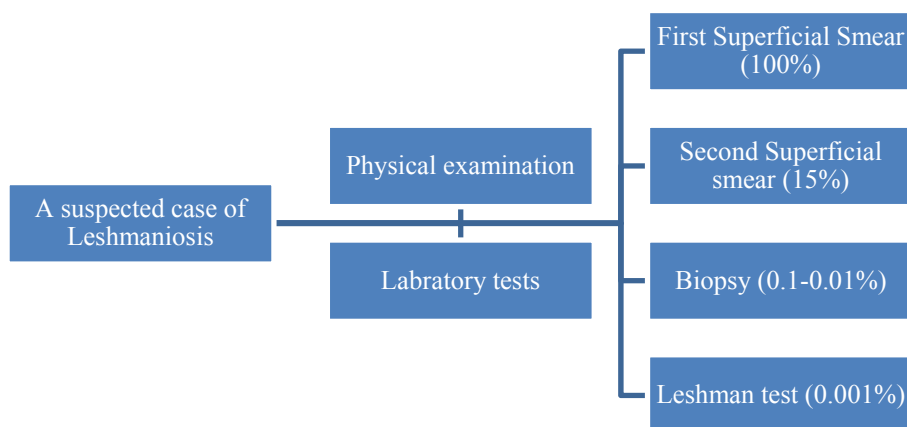 A suspected case of
Leshmaniosis
Physical examination
Labratory tests
First Superficial Smear
(100%)
Second Superficial
smear (15%)
Biopsy (0.1-0.01%)
Leshman test (0.001%)